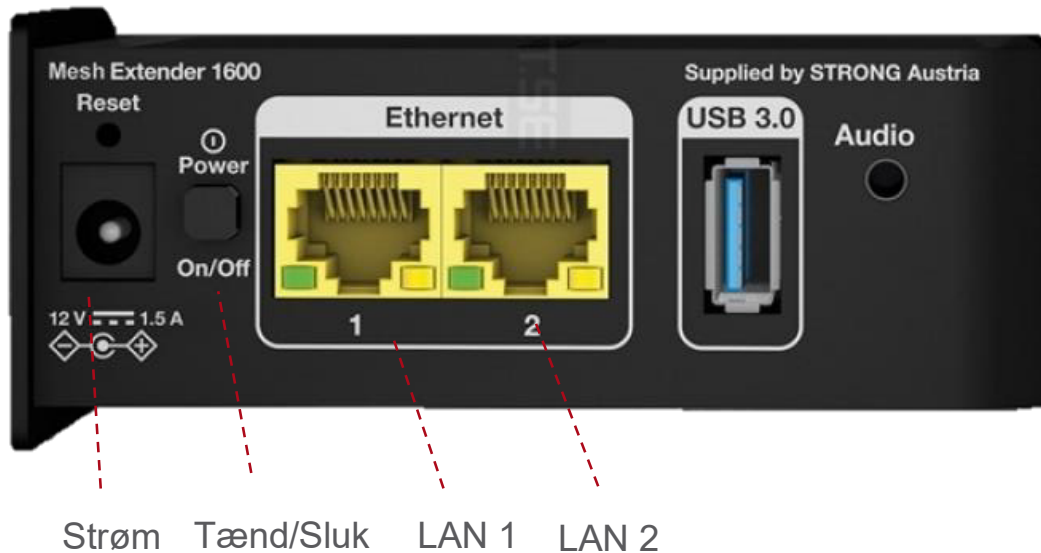 Mesh Extender 1600
Supplied by STRONG Austria
Reset
Power
On/Off
Ethernet
USB 3.0
Audio
12 V 1.5 A
1
2
Strøm
Tænd/Sluk
LAN 1
LAN 2